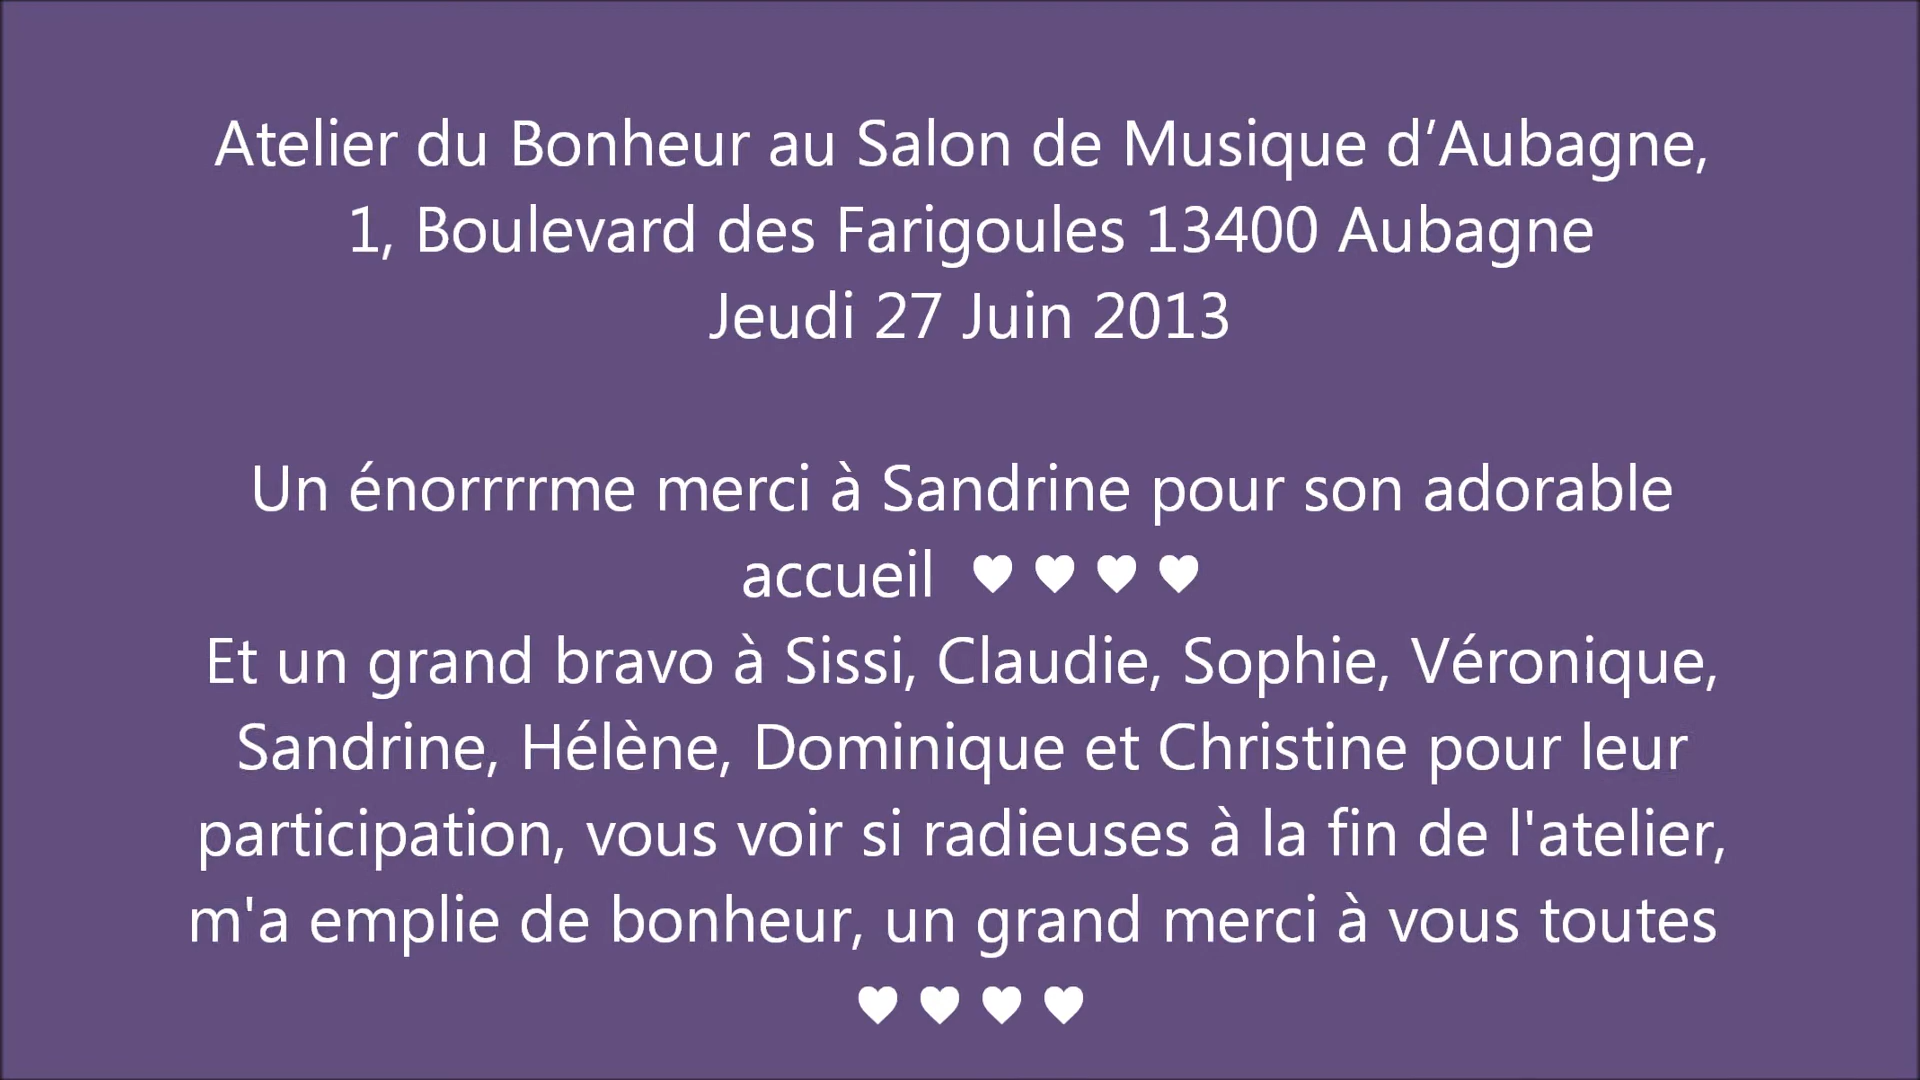 Atelier du Bonheur au Salon de Musique d’Aubagne,
1, Boulevard des Farigoules 13400 Aubagne
Jeudi 27 Juin 2013
Un énorrrrme merci à Sandrine pour son adorable
accueil ♥ ♥ ♥ ♥
Et un grand bravo à Sissi, Claudie, Sophie, Véronique,
Sandrine, Hélène, Dominique et Christine pour leur
participation, vous voir si radieuses à la fin de l'atelier,
m'a emplie de bonheur, un grand merci à vous toutes
♥ ♥ ♥ ♥